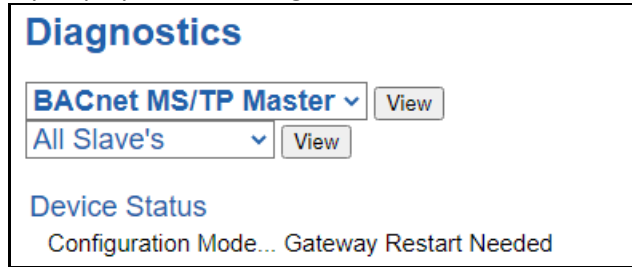 Diagnostics
BACnet MS/TP Master View
All Slave's View
Device Status
Configuration Mode... Gateway Restart Needed